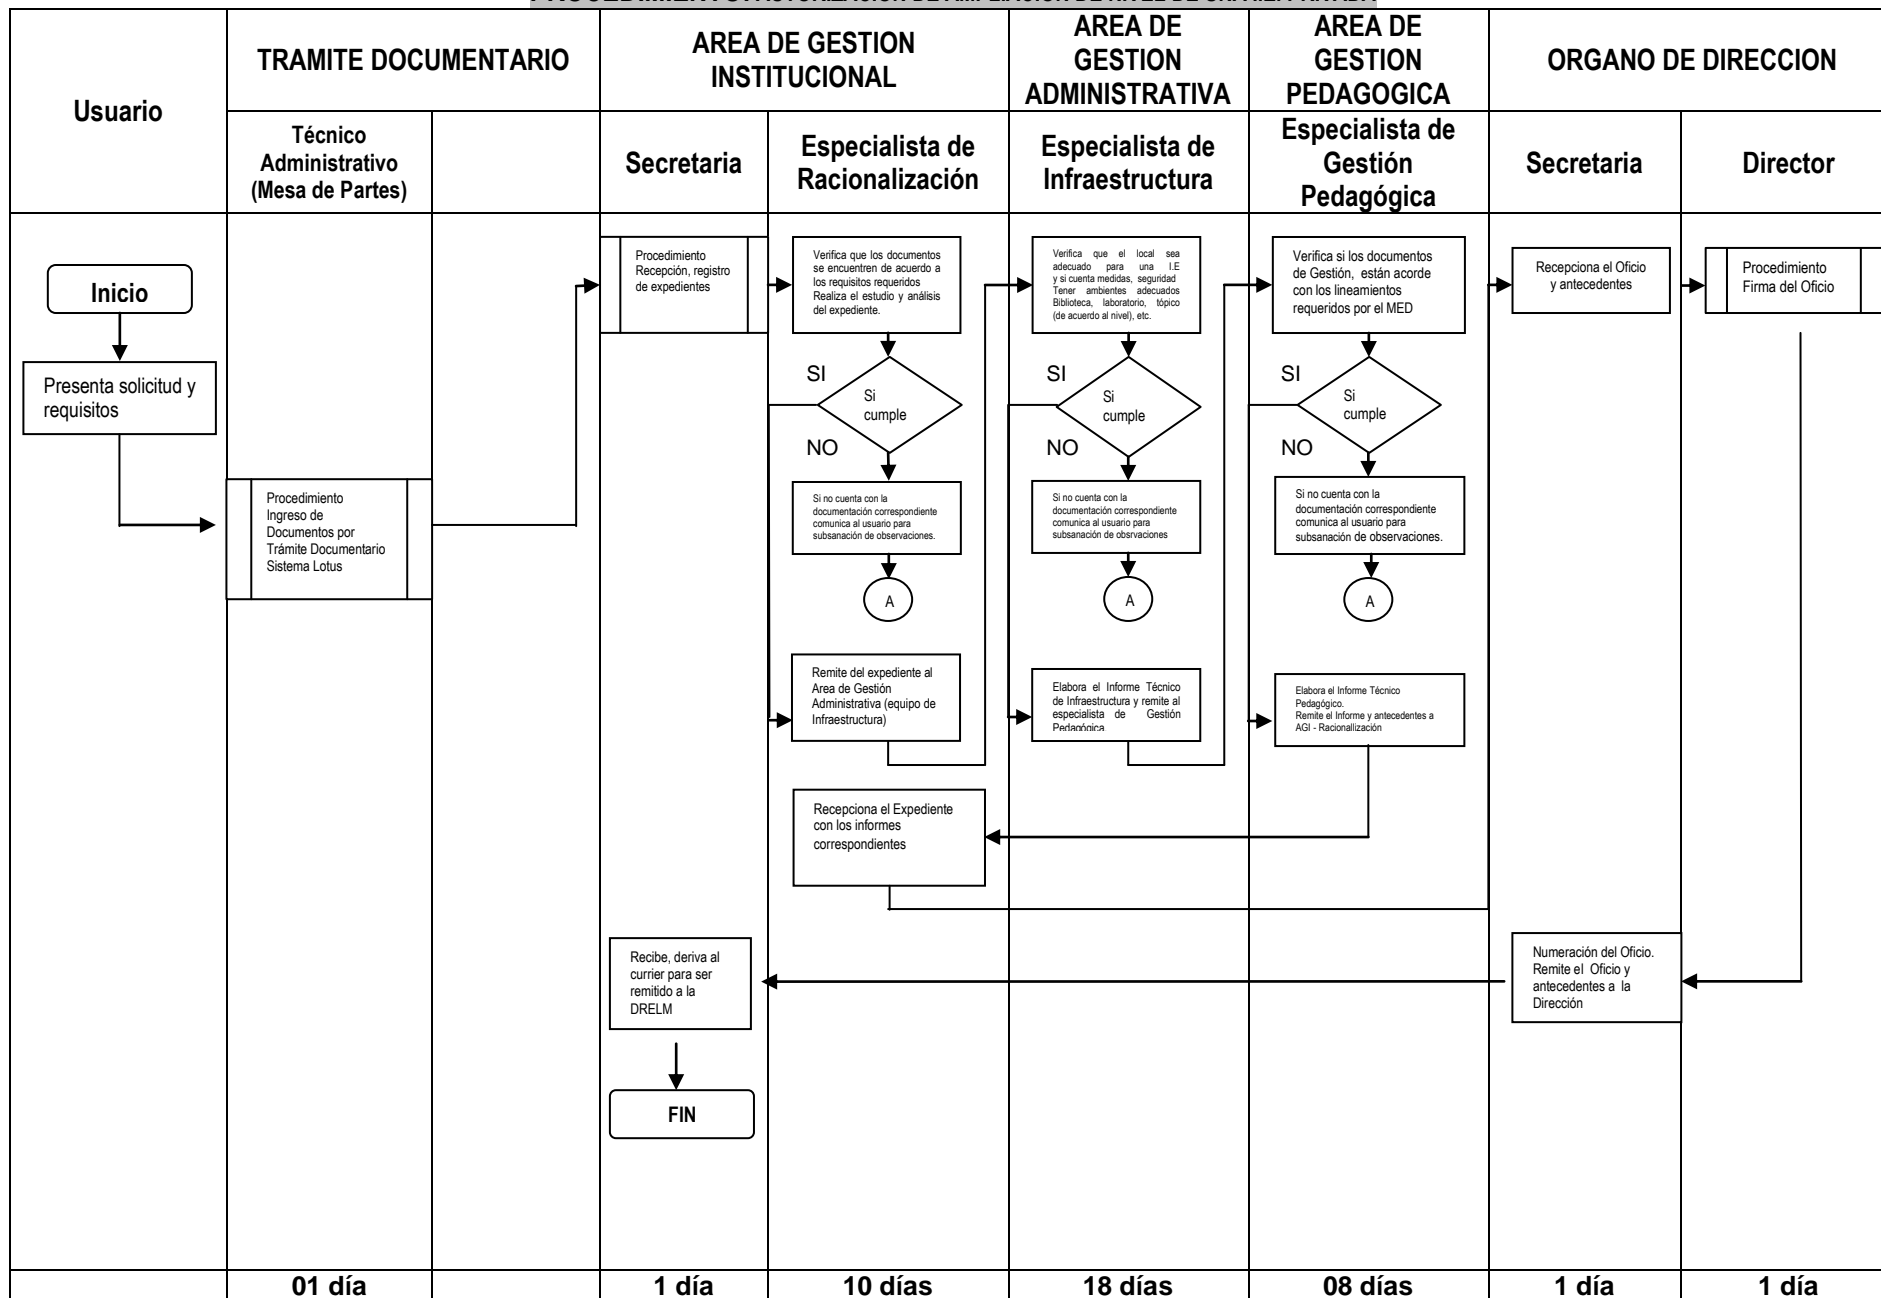 Usuario
TRAMITE DOCUMENTARIO
AREA DE GESTION
INSTITUCIONAL
AREA DE
GESTION
ADMINISTRATIVA
AREA DE
GESTION
PEDAGOGICA
ORGANO DE DIRECCION
Técnico
Administrativo
(Mesa de Partes)
Secretaria
Especialista de
Racionalización
Especialista de
Infraestructura
Especialista de
Gestión
Pedagógica
Secretaria
Director
Inicio
Presenta solicitud y
requisitos
Procedimiento
Ingreso de
Documentos por
Trámite Documentario
Sistema Lotus
Procedimiento
Recepción, registro
de expedientes
Verifica que los documentos
se encuentren de acuerdo a
los requisitos requeridos
Realiza el estudio y análisis
del expediente.
SI
Si
cumple
NO
Si no cuenta con la
documentación correspondiente
comunica al usuario para
subsanación de observaciones.
A
Remite del expediente al
Area de Gestión
Administrativa (equipo de
Infraestructura)
Recepciona el Expediente
con los informes
correspondientes
Verifica que el local sea
adecuado para una I.E
y si cuenta medidas, seguridad
Tener ambientes adecuados
Biblioteca, laboratorio, tópico
(de acuerdo al nivel), etc.
SI
Si
cumple
NO
Si no cuenta con la
documentación correspondiente
comunica al usuario para
subsanación de obsrvaciones
A
Elabora el Informe Técnico
de Infraestructura y remite al
especialista de Gestión
Pedagógica
Verifica si los documentos
de Gestión, están acorde
con los lineamientos
requeridos por el MED
SI
Si
cumple
NO
Si no cuenta con la
documentación correspondiente
comunica al usuario para
subsanación de observaciones.
A
Elabora el Informe Técnico
Pedagógico.
Remite el Informe y antecedentes a
AGI - Racionallización
Recepciona el Oficio
y antecedentes
Procedimiento
Firma del Oficio
Numeración del Oficio.
Remite el Oficio y
antecedentes a la
Dirección
Recibe, deriva al
currier para ser
remitido a la
DRELM
FIN
01 día
1 día
10 días
18 días
08 días
1 día
1 día